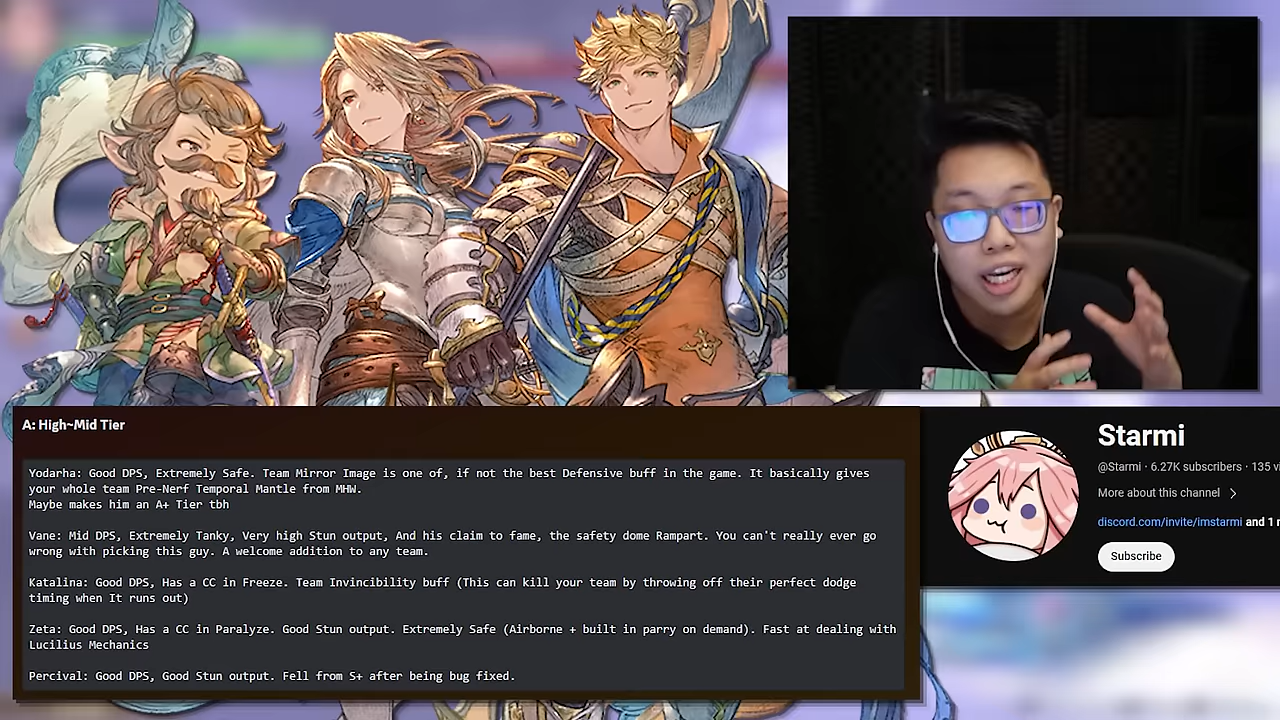 A: High~Mid Tier
Yodarha: Good DPS, Extremely Safe. Team Mirror Image is one of, if not the best Defensive buff in the game. It basically gives
your whole team Pre-Nerf Temporal Mantle from MHW.
Maybe makes him an A+ Tier tbh
Vane: Mid DPS, Extremely Tanky, Very high Stun output, And his claim to fame, the safety dome Rampart. You can't really ever go
wrong with picking this guy. A welcome addition to any team.
Katalina: Good DPS, Has a CC in Freeze. Team Invincibility buff (This can kill your team by throwing off their perfect dodge
timing when It runs out)
Zeta: Good DPS, Has a CC in Paralyze. Good Stun output. Extremely Safe (Airborne + built in parry on demand). Fast at dealing with
Lucilius Mechanics
Percival: Good DPS, Good Stun output. Fell from S+ after being bug fixed.
Starmi
@Starmi · 6.27K subscribers · 135 vi
More about this channel
discord.com/invite/imstarmi and 1 
Subscribe